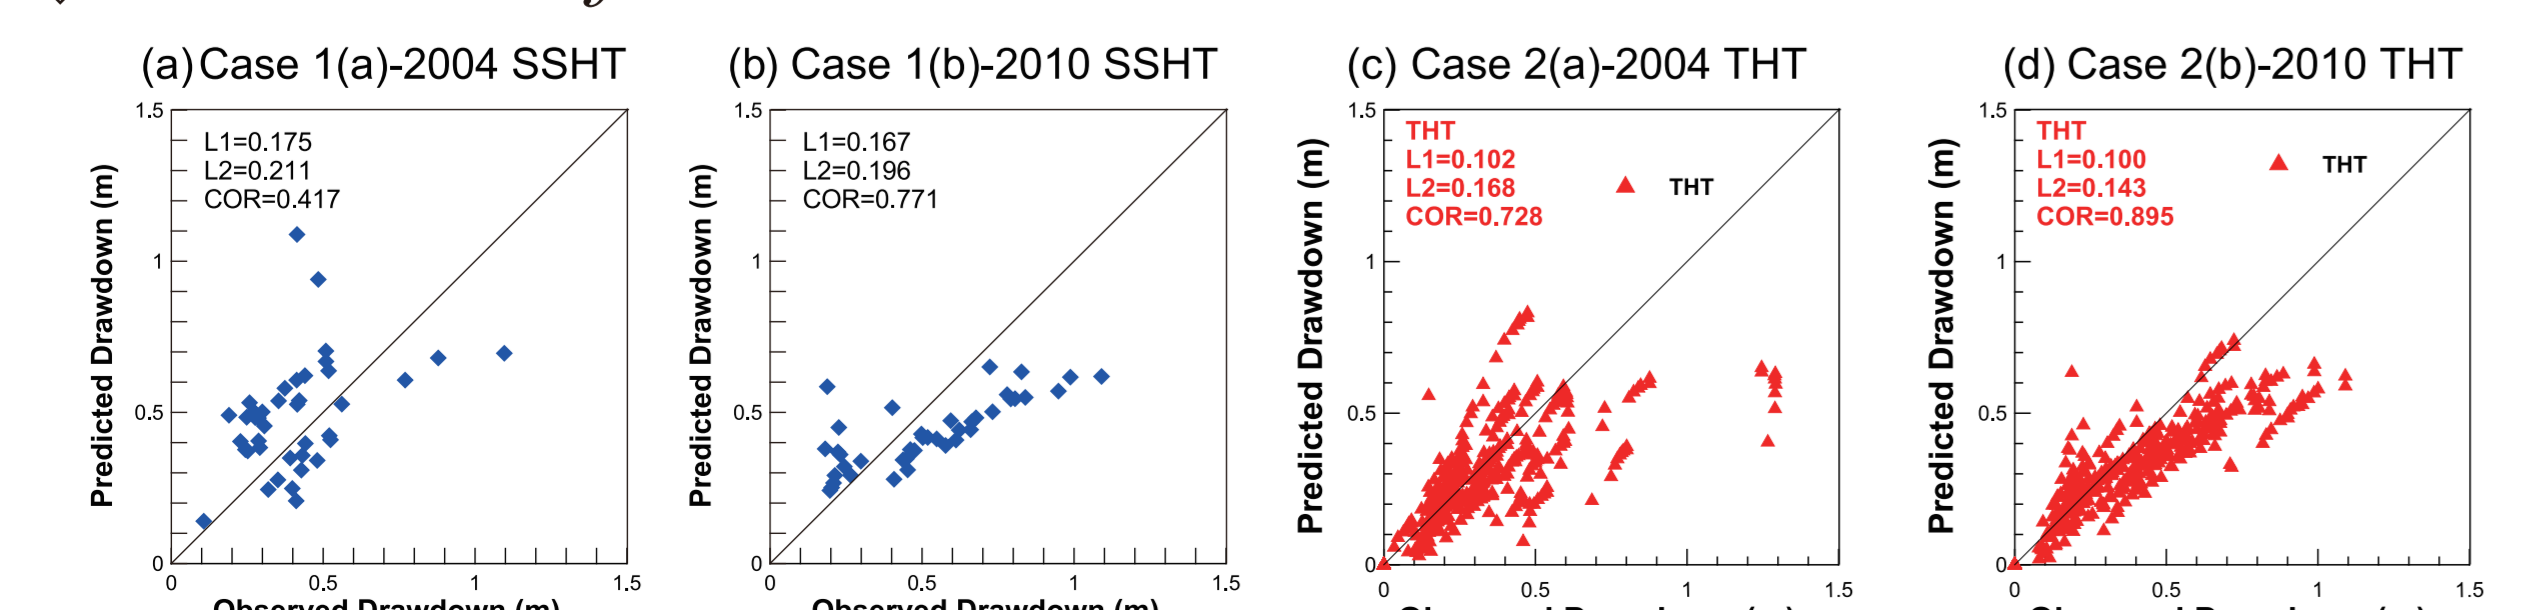 (a) Case 1(a)-2004 SSHT
1.5
L1=0.175
L2=0.211
COR=0.417
1
0.5
0
0
0.5
1
1.5
Predicted Drawdown (m)
Observed Drawdown (m)
(b) Case 1(b)-2010 SSHT
1.5
L1=0.167
L2=0.196
COR=0.771
1
0.5
0
0
0.5
1
1.5
Predicted Drawdown (m)
Observed Drawdown (m)
(c) Case 2(a)-2004 THT
1.5
THT
L1=0.102
L2=0.168
COR=0.728
THT
1
0.5
0
0
0.5
1
1.5
Predicted Drawdown (m)
(d) Case 2(b)-2010 THT
1.5
THT
L1=0.100
L2=0.143
COR=0.895
THT
1
0.5
0
0
0.5
1
1.5
Predicted Drawdown (m)